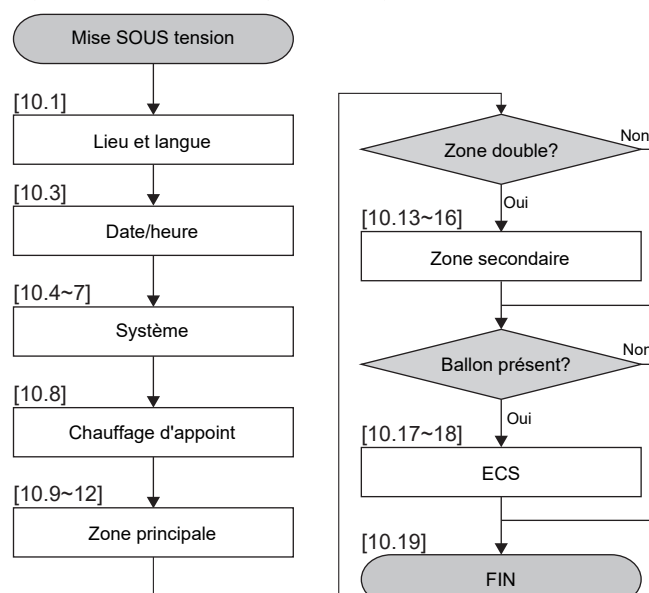 Mise SOUS tension
[10.1]
Lieu et langue
[10.3]
Date/heure
[10.4~7]
Système
[10.8]
Chauffage d'appoint
[10.9~12]
Zone principale
Zone double?
Non
Oui
[10.13~16]
Zone secondaire
Ballon présent?
Non
Oui
[10.17~18]
ECS
[10.19]
FIN